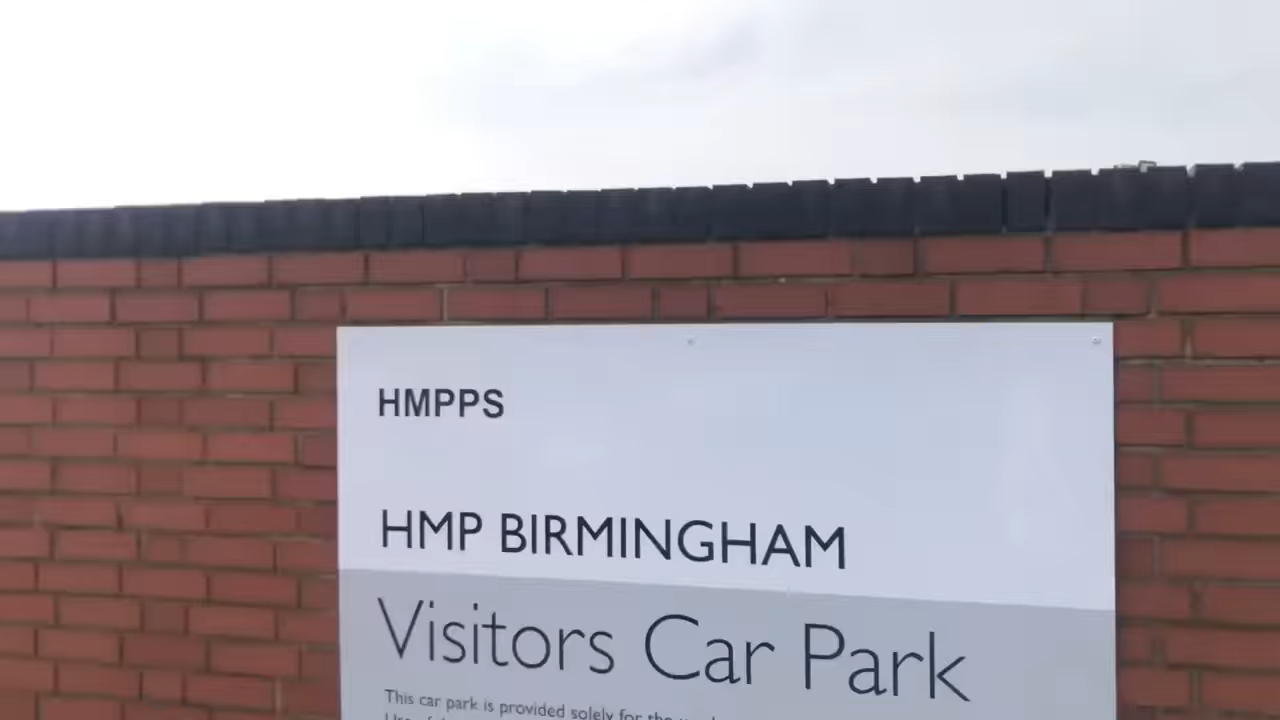 HMPPS
HMP BIRMINGHAM
Visitors Car Park
This car park is provided solely for the